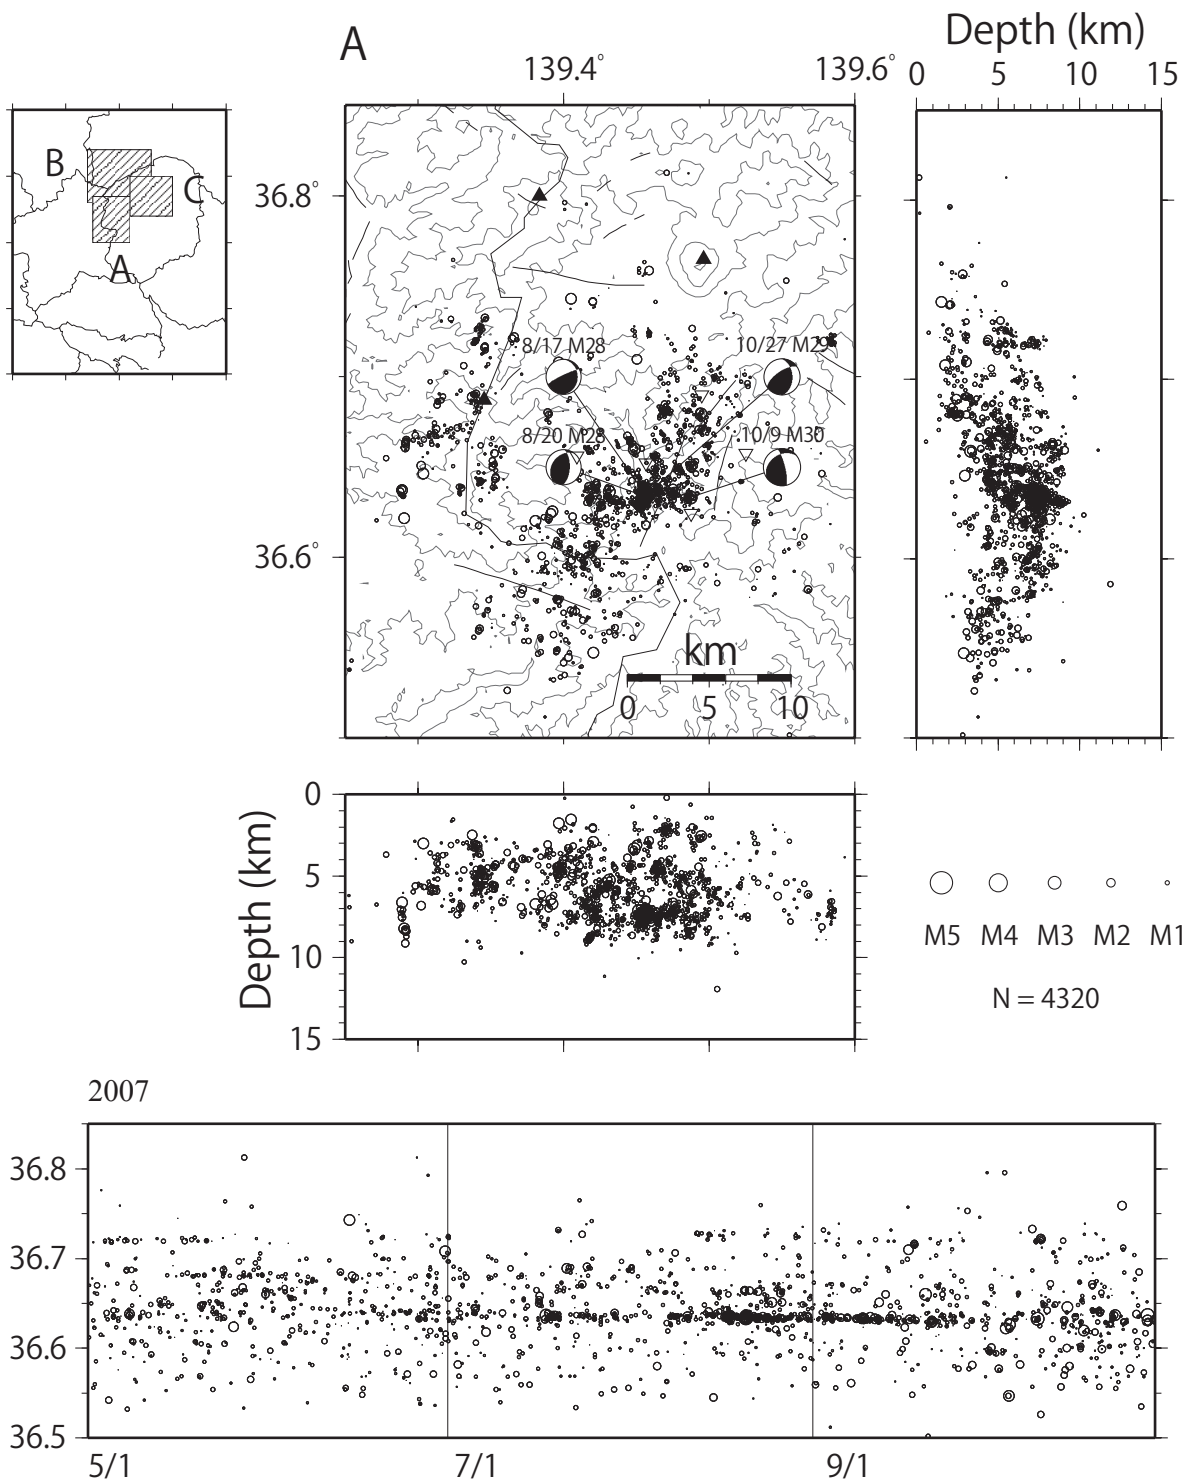 A
Depth (km)
139.4°
139.6°
0
5
10
15
B
C
A
36.8°
8/17 M28
10/27 M29
8/20 M28
10/9 M30
36.6°
km
0
5
10
0
5
10
15
Depth (km)
M5
M4
M3
M2
M1
N = 4320
2007
36.8
36.7
36.6
36.5
5/1
7/1
9/1